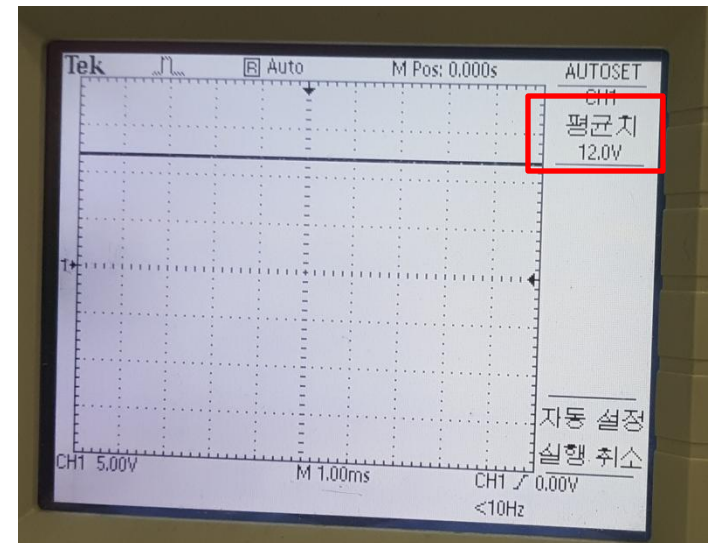 Tek R Auto M Pos: 0.000s AUTOSET
CH1
평균치
12.0V
1
자동 설정
실행 취소
CH1 5.00V M 1.00ms CH1 0.00V
<10Hz